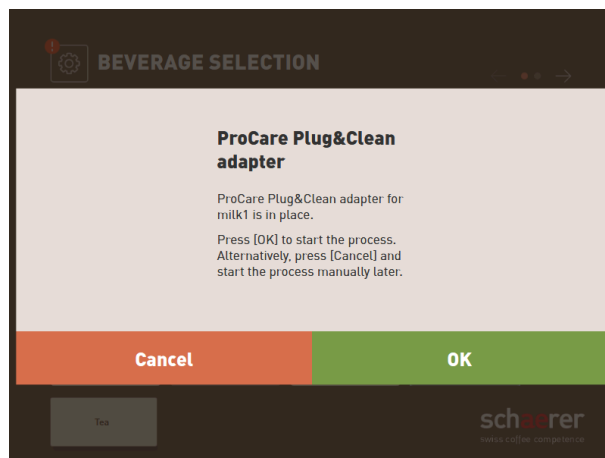 !
BEVERAGE SELECTION
ProCare Plug&Clean
adapter
ProCare Plug&Clean adapter for
milk1 is in place.
Press [OK] to start the process.
Alternatively, press [Cancel] and
start the process manually later.
Cancel
OK
Tea
schaerer
swiss coffee competence